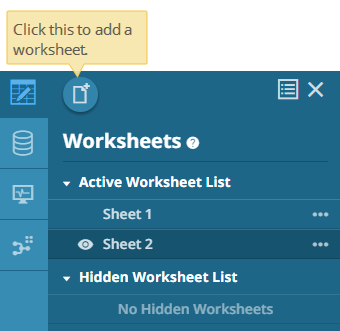 Click this to add a
worksheet.
Worksheets ?
Active Worksheet List
Sheet 1
Sheet 2
Hidden Worksheet List
No Hidden Worksheets